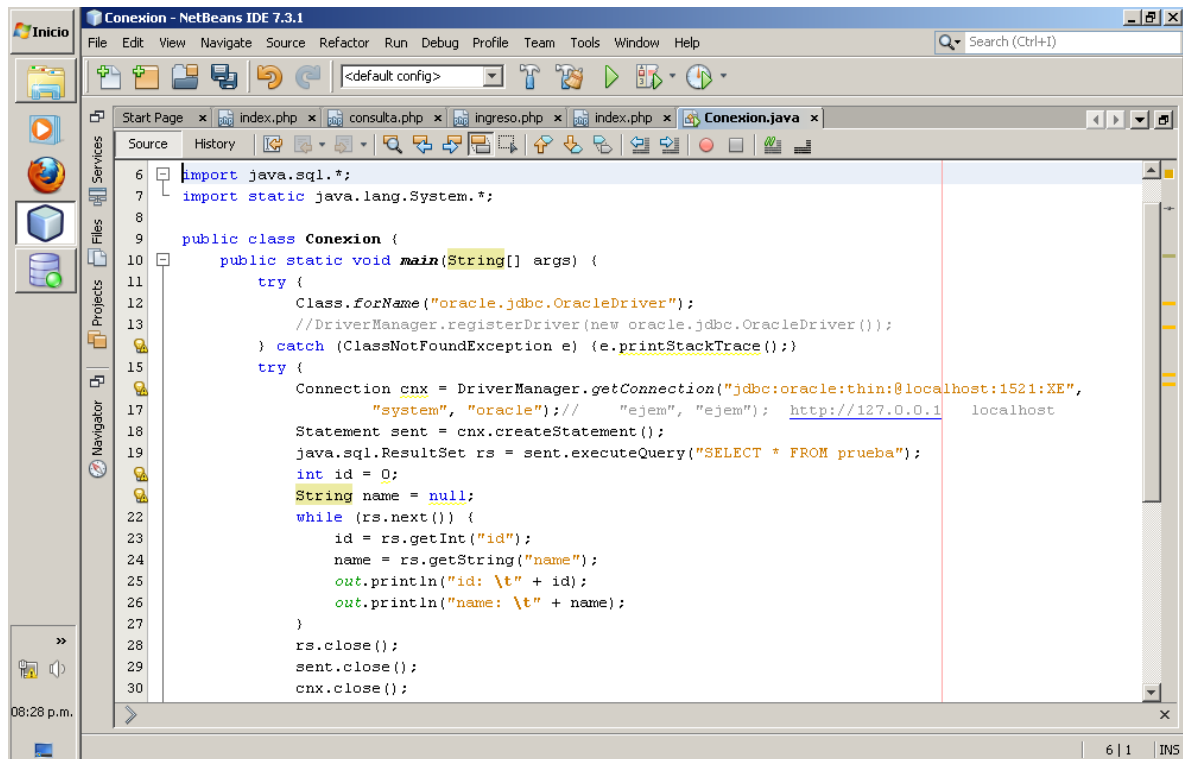 Conexion - NetBeans IDE 7.3.1
Inicio
File Edit View Navigate Source Refactor Run Debug Profile Team Tools Window Help
Search (Ctrl+I)
<default config>
Start Page index.php consulta.php ingreso.php index.php Conexion.java
Source History
Services
Files
Projects
Navigator
6 import java.sql.*;
7 import static java.lang.System.*;
8
9 public class Conexion {
10 public static void main(String[] args) {
11 try {
12 Class.forName("oracle.jdbc.OracleDriver");
13 //DriverManager.registerDriver(new oracle.jdbc.OracleDriver());
} catch (ClassNotFoundException e) {e.printStackTrace();}
15 try {
Connection cnx = DriverManager.getConnection("jdbc:oracle:thin:@localhost:1521:XE",
17 "system", "oracle");// "ejem", "ejem"); http://127.0.0.1 localhost
18 Statement sent = cnx.createStatement();
19 java.sql.ResultSet rs = sent.executeQuery("SELECT * FROM prueba");
int id = 0;
String name = null;
22 while (rs.next()) {
23 id = rs.getInt("id");
24 name = rs.getString("name");
25 out.println("id: \t" + id);
26 out.println("name: \t" + name);
27 }
28 rs.close();
29 sent.close();
30 cnx.close();
08:28 p.m.
6 | 1 INS